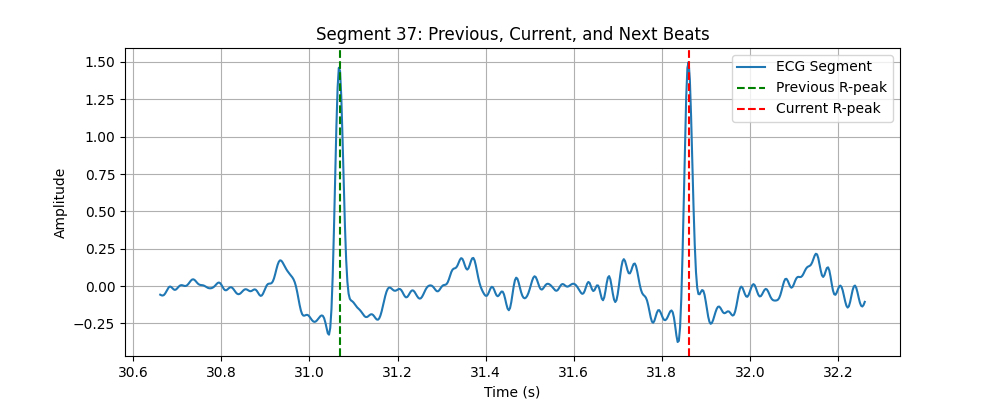 Segment 37: Previous, Current, and Next Beats
ECG Segment
Previous R-peak
Current R-peak
Amplitude
1.50
1.25
1.00
0.75
0.50
0.25
0.00
−0.25
30.6 30.8 31.0 31.2 31.4 31.6 31.8 32.0 32.2
Time (s)